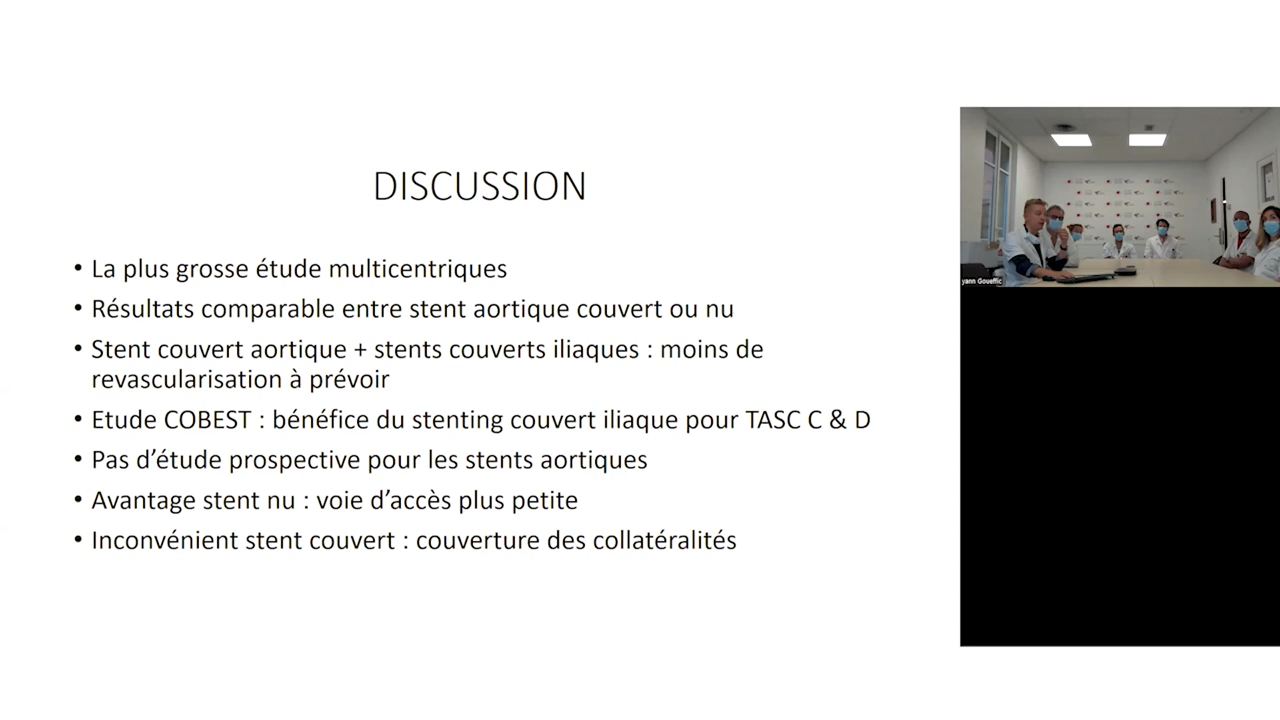 DISCUSSION
• La plus grosse étude multicentriques
• Résultats comparable entre stent aortique couvert ou nu
• Stent couvert aortique + stents couverts iliaques : moins de
revascularisation à prévoir
• Etude COBEST : bénéfice du stenting couvert iliaque pour TASC C & D
• Pas d’étude prospective pour les stents aortiques
• Avantage stent nu : voie d’accès plus petite
• Inconvénient stent couvert : couverture des collatéralités
yann Goueffic